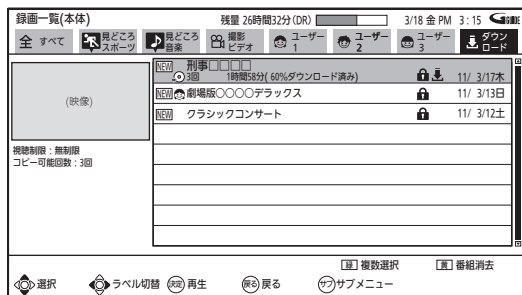 録画一覧(本体) 残量 26時間32分(DR) 3/18 金 PM 3:15 G GUIDE
全 すべて 見どころスポーツ 見どころ音楽 撮影ビデオ ユーザー1 ユーザー2 ユーザー3 ダウンロード
(映像)
視聴制限:無制限
コピー可能回数:3回
NEW 刑事□□□□
3回 1時間58分( 60%ダウンロード済み) 11/ 3/17木
NEW 劇場版○○○○デラックス 11/ 3/13日
NEW クラシックコンサート 11/ 3/12土
緑 複数選択 黄 番組消去
選択 ラベル切替 決定 再生 戻る 戻る サブ サブメニュー